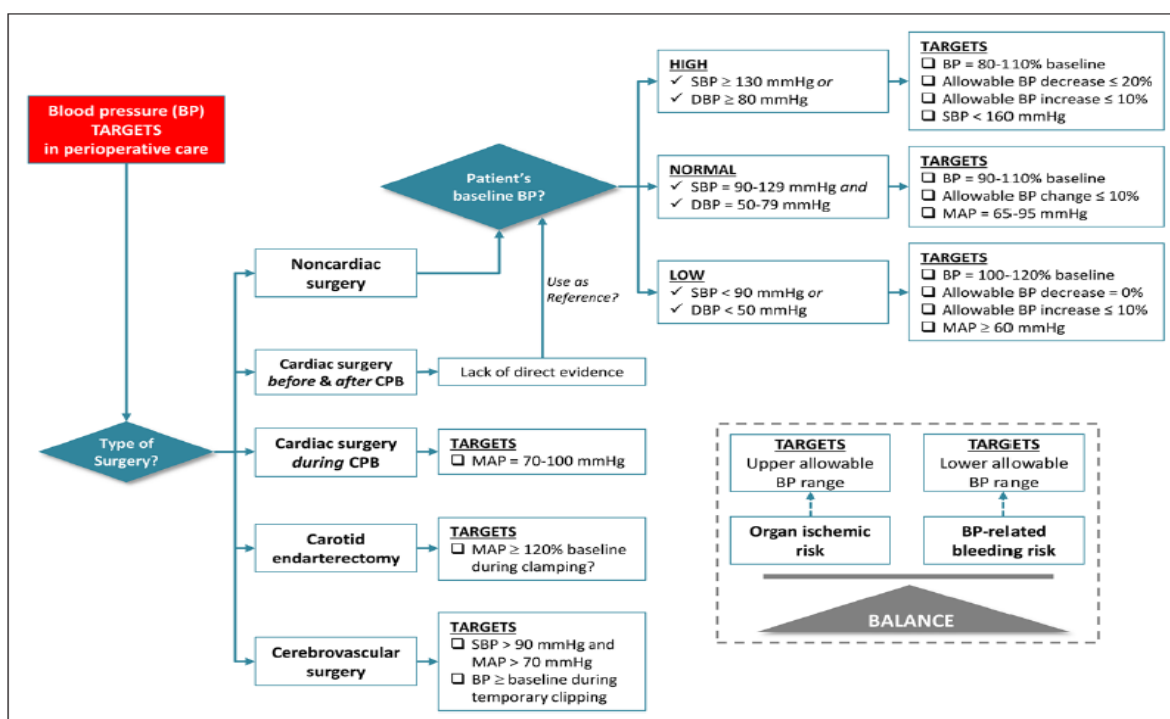 Blood pressure (BP)
TARGETS
in perioperative care
Type of
Surgery?
Noncardiac
surgery
Cardiac surgery
before & after CPB
Lack of direct evidence
Use as
Reference?
Cardiac surgery
during CPB
TARGETS
❑ MAP = 70-100 mmHg
Carotid
endarterectomy
TARGETS
❑ MAP ≥ 120% baseline
during clamping?
Cerebrovascular
surgery
TARGETS
❑ SBP > 90 mmHg and
MAP > 70 mmHg
❑ BP ≥ baseline during
temporary clipping
Patient's
baseline BP?
HIGH
✓ SBP ≥ 130 mmHg or
✓ DBP ≥ 80 mmHg
TARGETS
❑ BP = 80-110% baseline
❑ Allowable BP decrease ≤ 20%
❑ Allowable BP increase ≤ 10%
❑ SBP < 160 mmHg
NORMAL
✓ SBP = 90-129 mmHg and
✓ DBP = 50-79 mmHg
TARGETS
❑ BP = 90-110% baseline
❑ Allowable BP change ≤ 10%
❑ MAP = 65-95 mmHg
LOW
✓ SBP < 90 mmHg or
✓ DBP < 50 mmHg
TARGETS
❑ BP = 100-120% baseline
❑ Allowable BP decrease = 0%
❑ Allowable BP increase ≤ 10%
❑ MAP ≥ 60 mmHg
TARGETS
Upper allowable
BP range
TARGETS
Lower allowable
BP range
Organ ischemic
risk
BP-related
bleeding risk
BALANCE